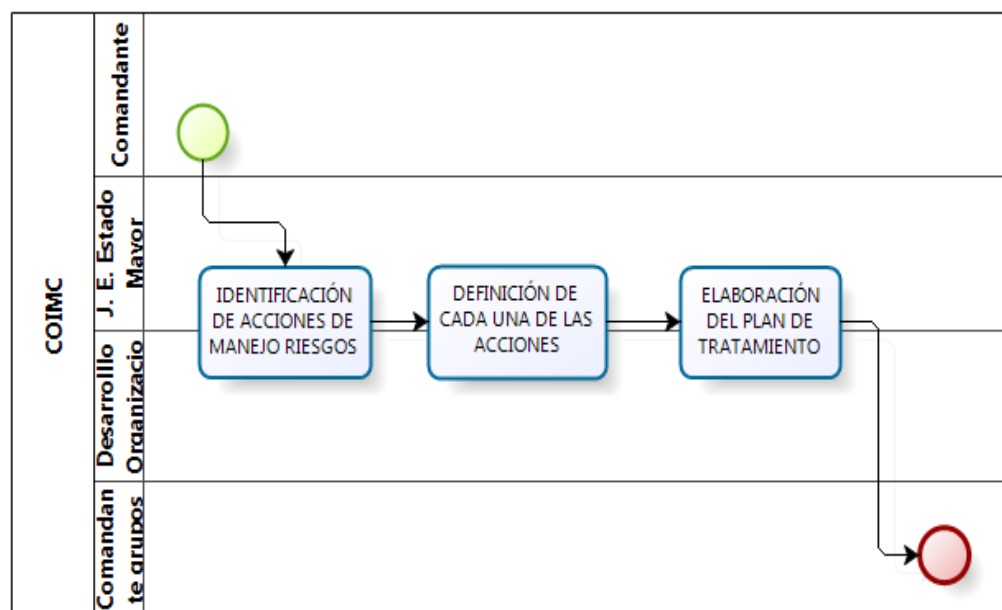 COIMC
Comandante
J. E. Estado
Mayor
Desarrolllo
Organizacio
Comandan
te grupos
IDENTIFICACIÓN
DE ACCIONES DE
MANEJO RIESGOS
DEFINICIÓN DE
CADA UNA DE LAS
ACCIONES
ELABORACIÓN
DEL PLAN DE
TRATAMIENTO